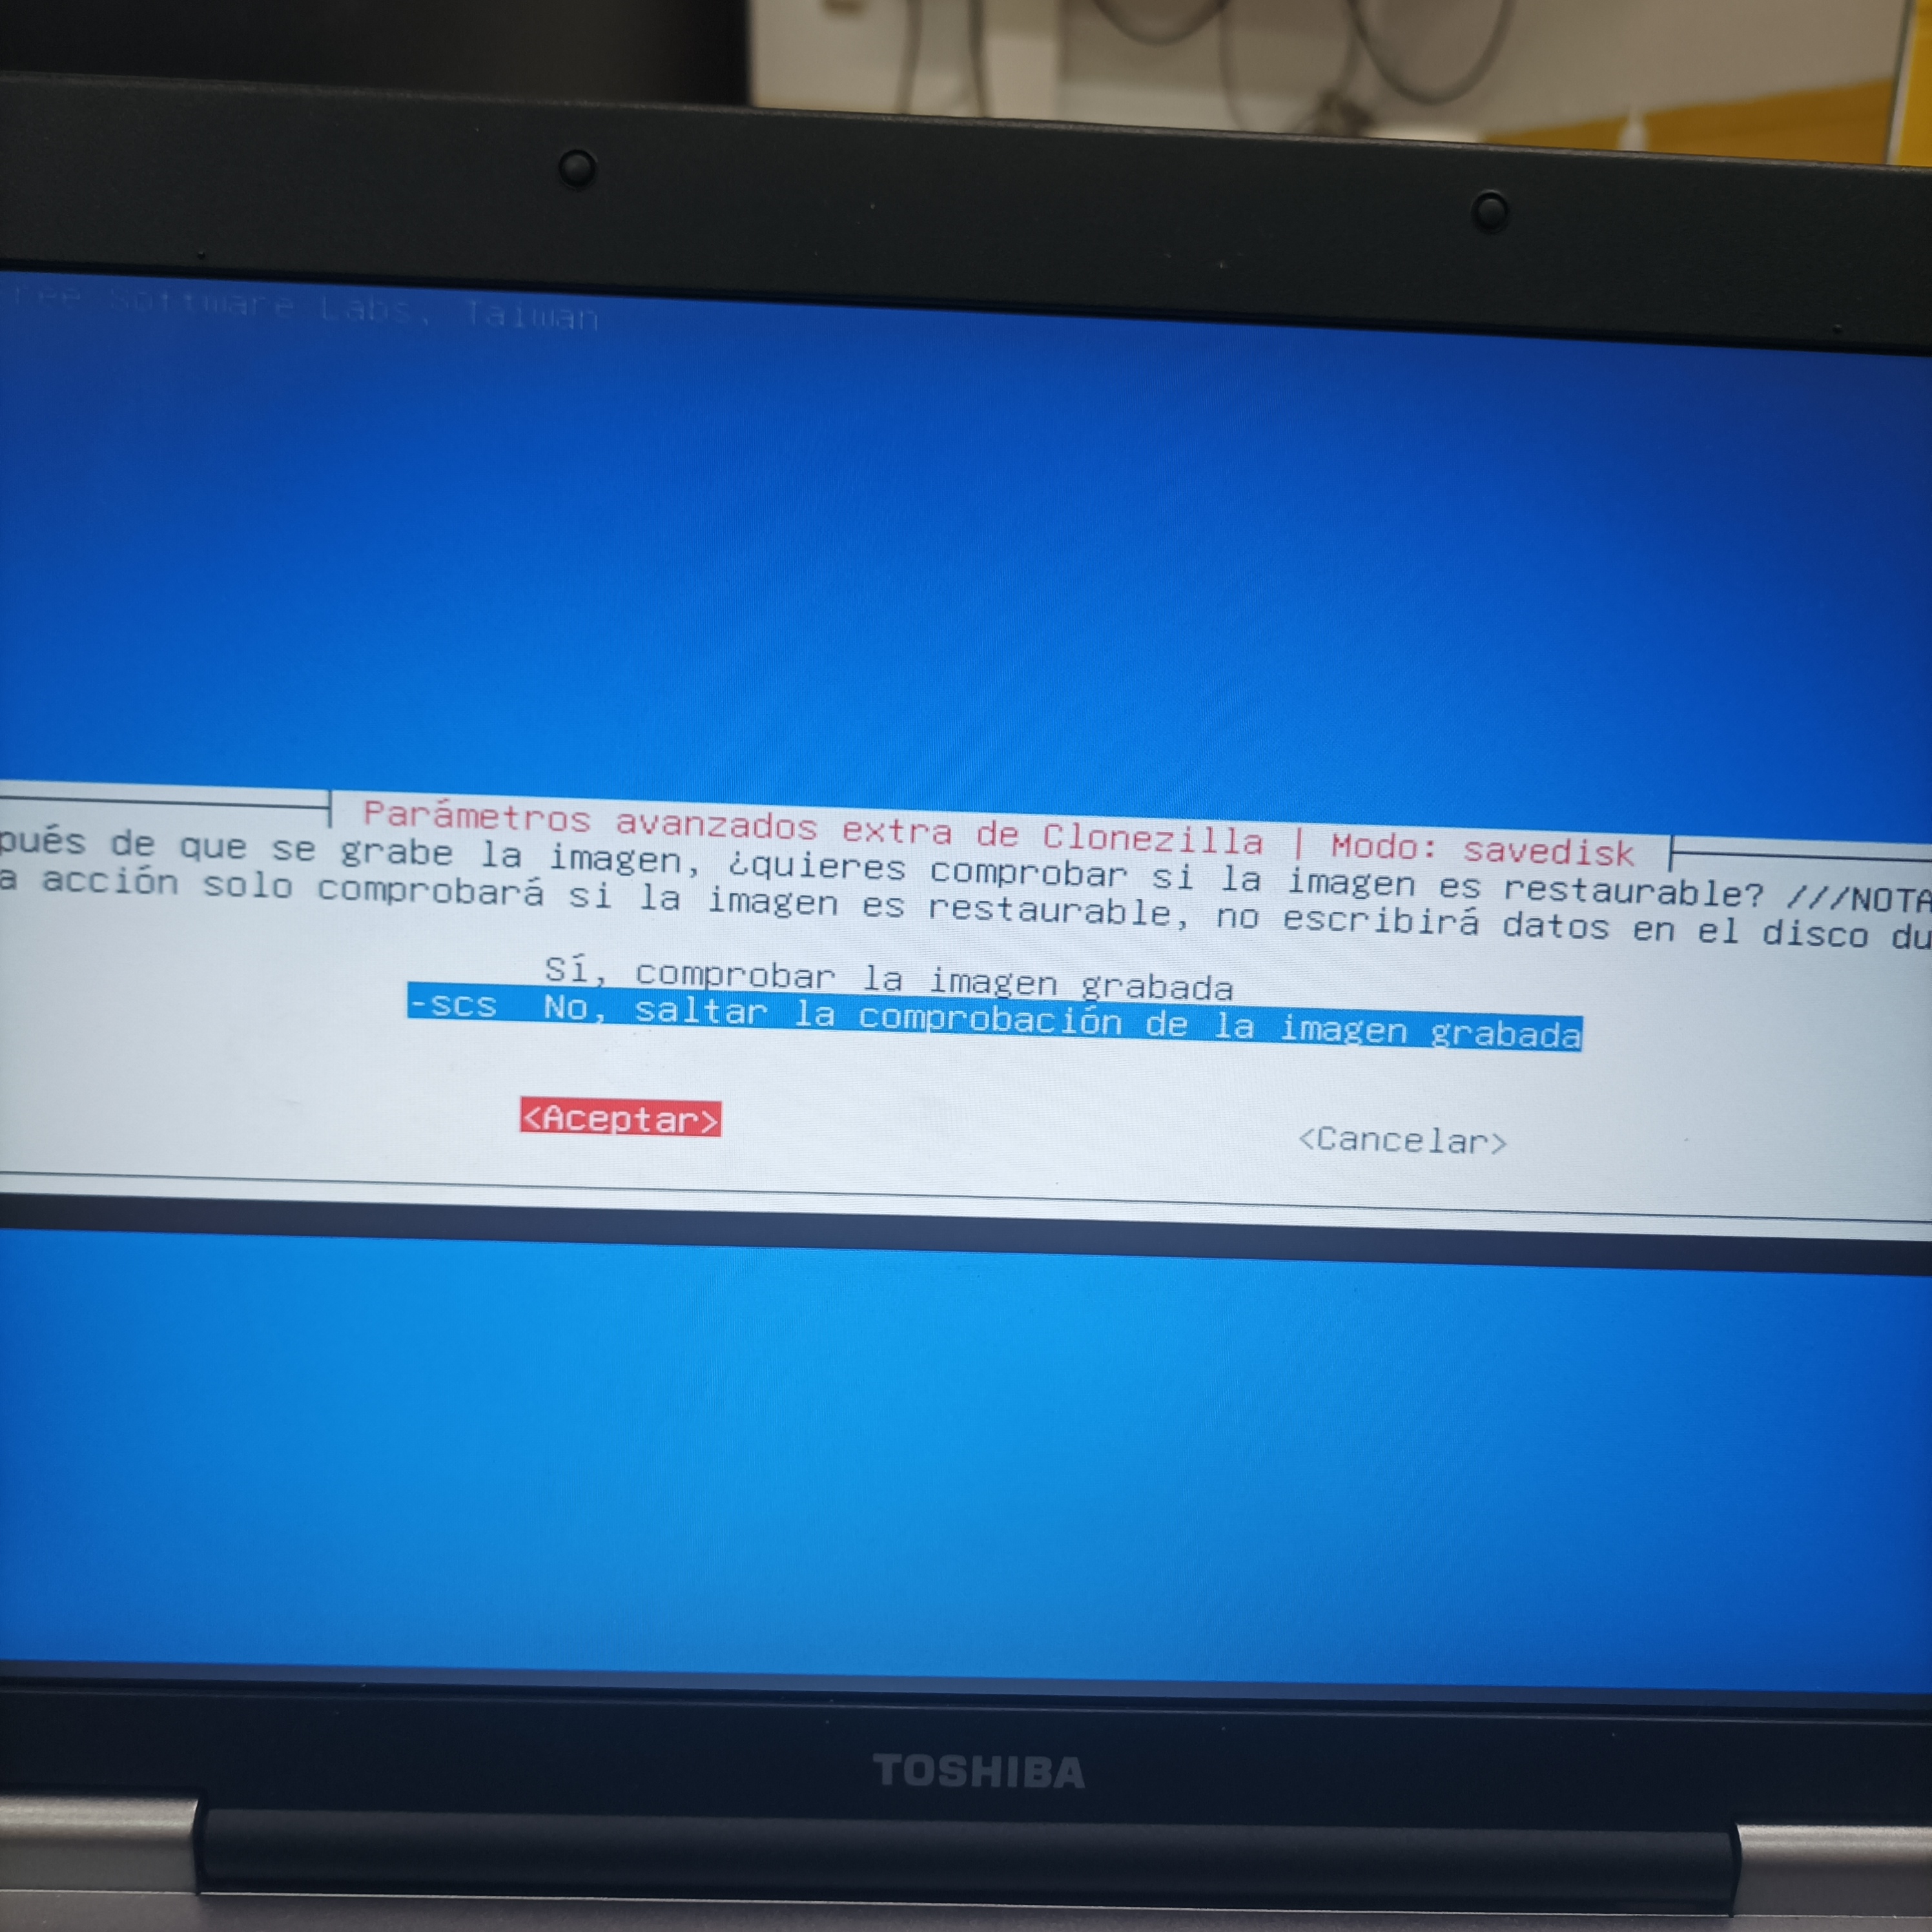 ree Software Labs, Taiwan
Parámetros avanzados extra de Clonezilla | Modo: savedisk
pués de que se grabe la imagen, ¿quieres comprobar si la imagen es restaurable? ///NOTA
a acción solo comprobará si la imagen es restaurable, no escribirá datos en el disco du
Sí, comprobar la imagen grabada
-scs No, saltar la comprobación de la imagen grabada
<Aceptar> <Cancelar>
TOSHIBA